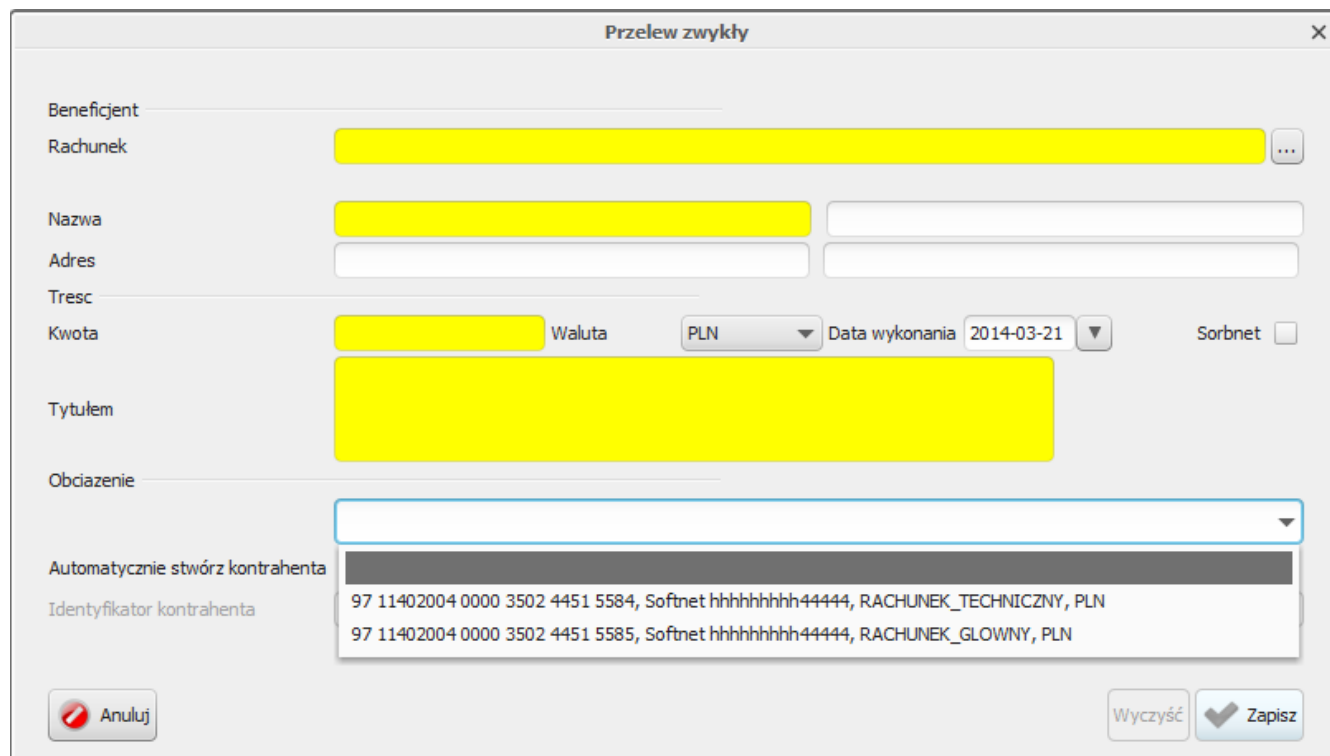 Przelew zwykły
Beneficjent
Rachunek
...
Nazwa
Adres
Tresc
Kwota Waluta PLN Data wykonania 2014-03-21 Sorbnet
Tytułem
Obciazenie
Automatycznie stwórz kontrahenta
97 11402004 0000 3502 4451 5584, Softnet hhhhhhhhh44444, RACHUNEK_TECHNICZNY, PLN
Identyfikator kontrahenta
97 11402004 0000 3502 4451 5585, Softnet hhhhhhhhh44444, RACHUNEK_GLOWNY, PLN
Anuluj Wyczyść Zapisz